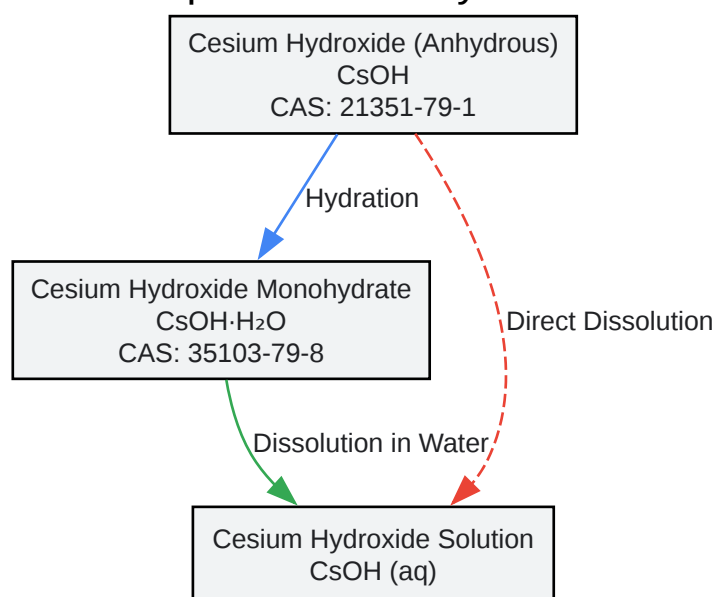 Cesium Hydroxide (Anhydrous)
CsOH
CAS: 21351-79-1
Hydration
Cesium Hydroxide Monohydrate
CsOH·H₂O
CAS: 35103-79-8
Direct Dissolution
Dissolution in Water
Cesium Hydroxide Solution
CsOH (aq)